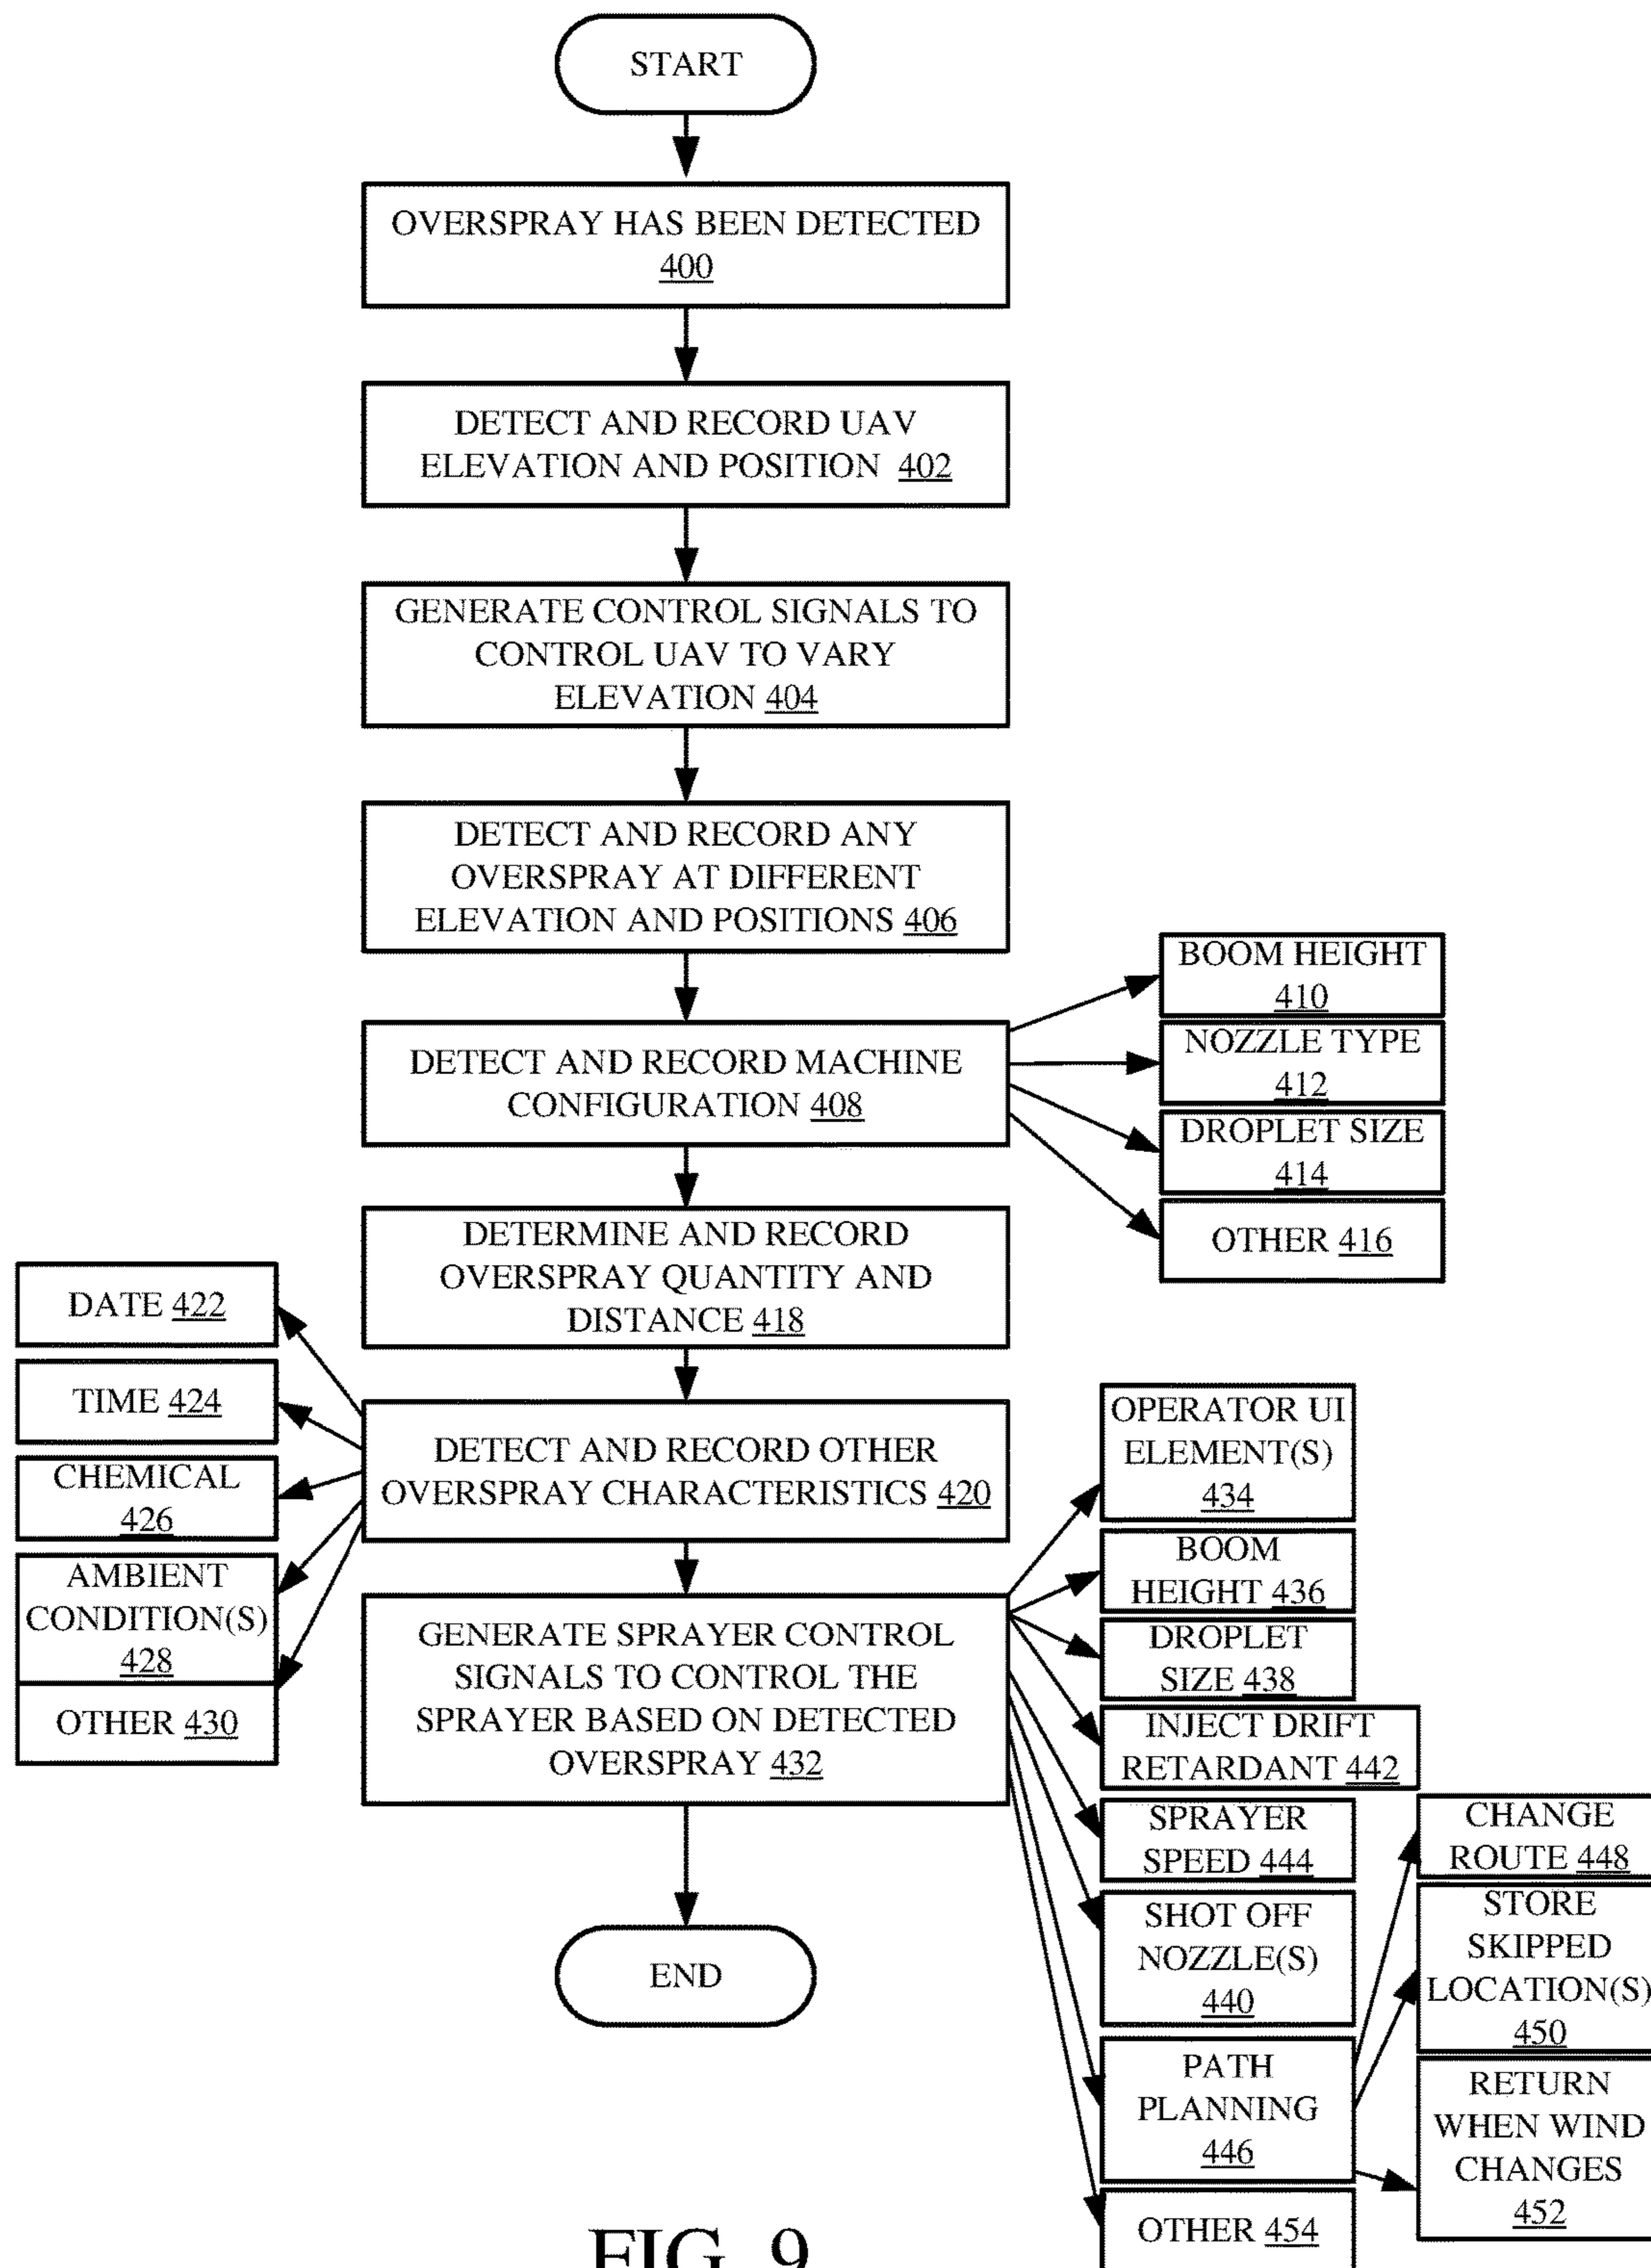 START
OVERSPRAY HAS BEEN DETECTED
400
DETECT AND RECORD UAV
ELEVATION AND POSITION 402
GENERATE CONTROL SIGNALS TO
CONTROL UAV TO VARY
ELEVATION 404
DETECT AND RECORD ANY
OVERSPRAY AT DIFFERENT
ELEVATION AND POSITIONS 406
DETECT AND RECORD MACHINE
CONFIGURATION 408
BOOM HEIGHT
410
NOZZLE TYPE
412
DROPLET SIZE
414
OTHER 416
DETERMINE AND RECORD
OVERSPRAY QUANTITY AND
DISTANCE 418
DETECT AND RECORD OTHER
OVERSPRAY CHARACTERISTICS 420
DATE 422
TIME 424
CHEMICAL
426
AMBIENT
CONDITION(S)
428
OTHER 430
GENERATE SPRAYER CONTROL
SIGNALS TO CONTROL THE
SPRAYER BASED ON DETECTED
OVERSPRAY 432
OPERATOR UI
ELEMENT(S)
434
BOOM
HEIGHT 436
DROPLET
SIZE 438
INJECT DRIFT
RETARDANT 442
SPRAYER
SPEED 444
SHOT OFF
NOZZLE(S)
440
PATH
PLANNING
446
CHANGE
ROUTE 448
STORE
SKIPPED
LOCATION(S)
450
RETURN
WHEN WIND
CHANGES
452
OTHER 454
END
FIG. 9